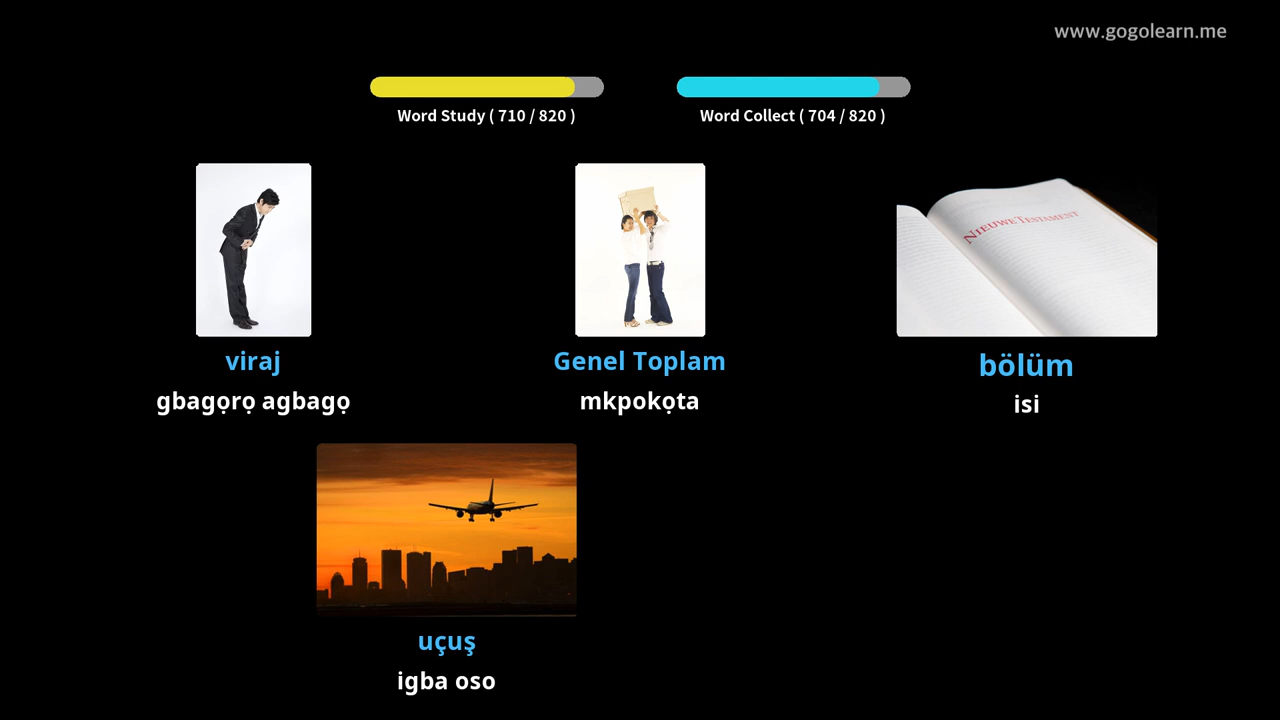 www.gogolearn.me
Word Study ( 710 / 820 )
Word Collect ( 704 / 820 )
NIEUWE TESTAMENT
viraj
gbagọrọ agbagọ
Genel Toplam
mkpokọta
bölüm
isi
uçuş
igba oso